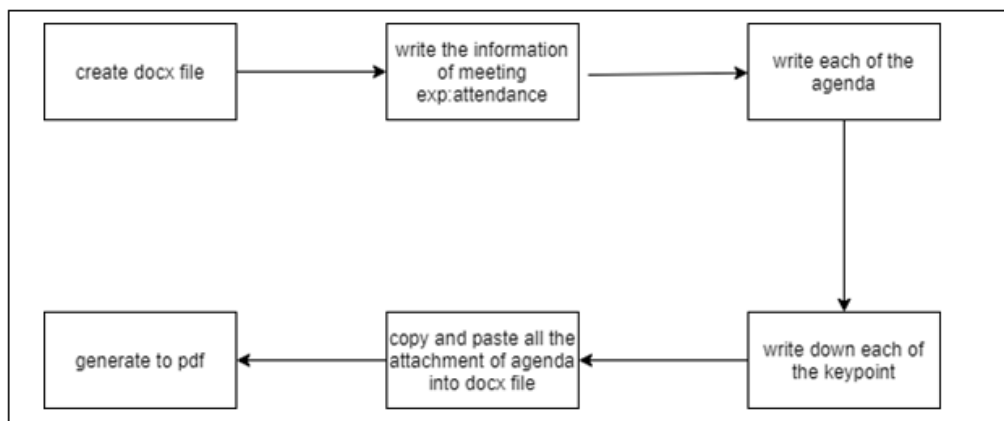 create docx file
write the information
of meeting
exp:attendance
write each of the
agenda
write down each of
the keypoint
copy and paste all the
attachment of agenda
into docx file
generate to pdf